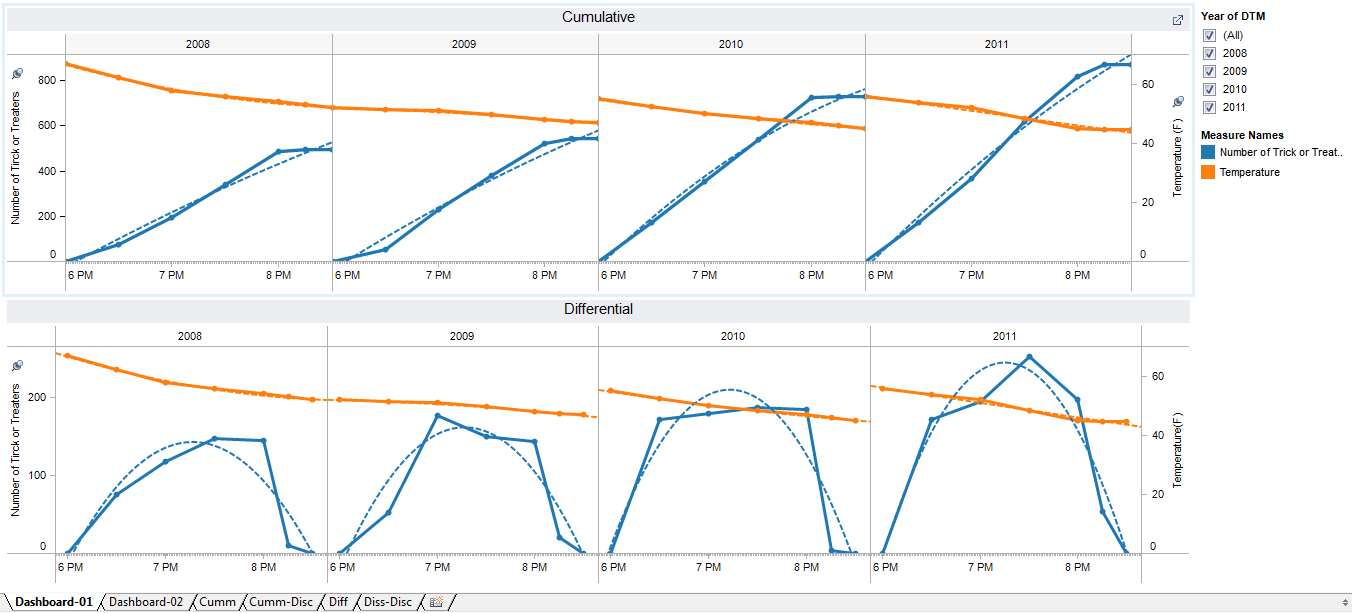 Cumulative
2008 2009 2010 2011
Number of Tirck or Treaters
800
600
400
200
0
60
40
20
0
Temperature (F)
6 PM 7 PM 8 PM 6 PM 7 PM 8 PM 6 PM 7 PM 8 PM 6 PM 7 PM 8 PM
Differential
2008 2009 2010 2011
Number of Tirck or Treaters
200
100
0
60
40
20
0
Temperature(F)
6 PM 7 PM 8 PM 6 PM 7 PM 8 PM 6 PM 7 PM 8 PM 6 PM 7 PM 8 PM
Year of DTM
(All)
2008
2009
2010
2011
Measure Names
Number of Tirck or Treat..
Temperature
Dashboard-01 Dashboard-02 Cumm Cumm-Disc Diff Diss-Disc